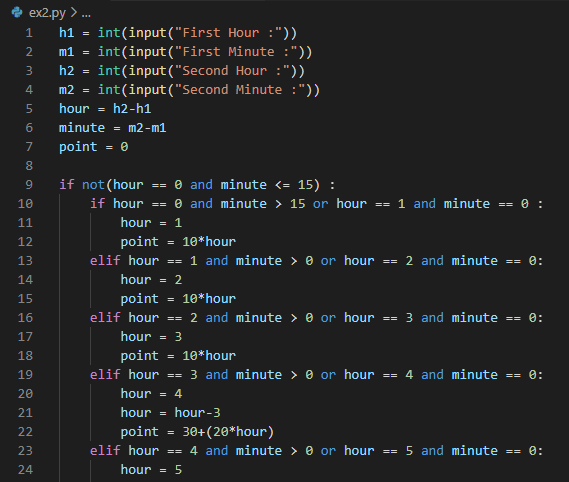 ex2.py > ...
1 h1 = int(input("First Hour :"))
2 m1 = int(input("First Minute :"))
3 h2 = int(input("Second Hour :"))
4 m2 = int(input("Second Minute :"))
5 hour = h2-h1
6 minute = m2-m1
7 point = 0
8
9 if not(hour == 0 and minute <= 15) :
10     if hour == 0 and minute > 15 or hour == 1 and minute == 0 :
11         hour = 1
12         point = 10*hour
13     elif hour == 1 and minute > 0 or hour == 2 and minute == 0:
14         hour = 2
15         point = 10*hour
16     elif hour == 2 and minute > 0 or hour == 3 and minute == 0:
17         hour = 3
18         point = 10*hour
19     elif hour == 3 and minute > 0 or hour == 4 and minute == 0:
20         hour = 4
21         hour = hour-3
22         point = 30+(20*hour)
23     elif hour == 4 and minute > 0 or hour == 5 and minute == 0:
24         hour = 5